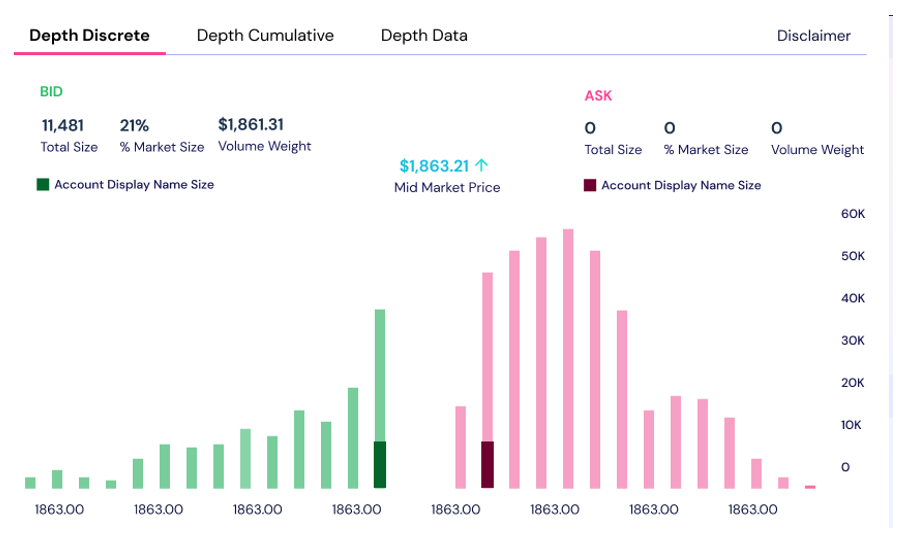 Depth Discrete Depth Cumulative Depth Data Disclaimer
BID
11,481 21% $1,861.31
Total Size % Market Size Volume Weight
Account Display Name Size
$1,863.21
Mid Market Price
ASK
0 0 0
Total Size % Market Size Volume Weight
Account Display Name Size
60K
50K
40K
30K
20K
10K
0
1863.00 1863.00 1863.00 1863.00 1863.00 1863.00 1863.00 1863.00